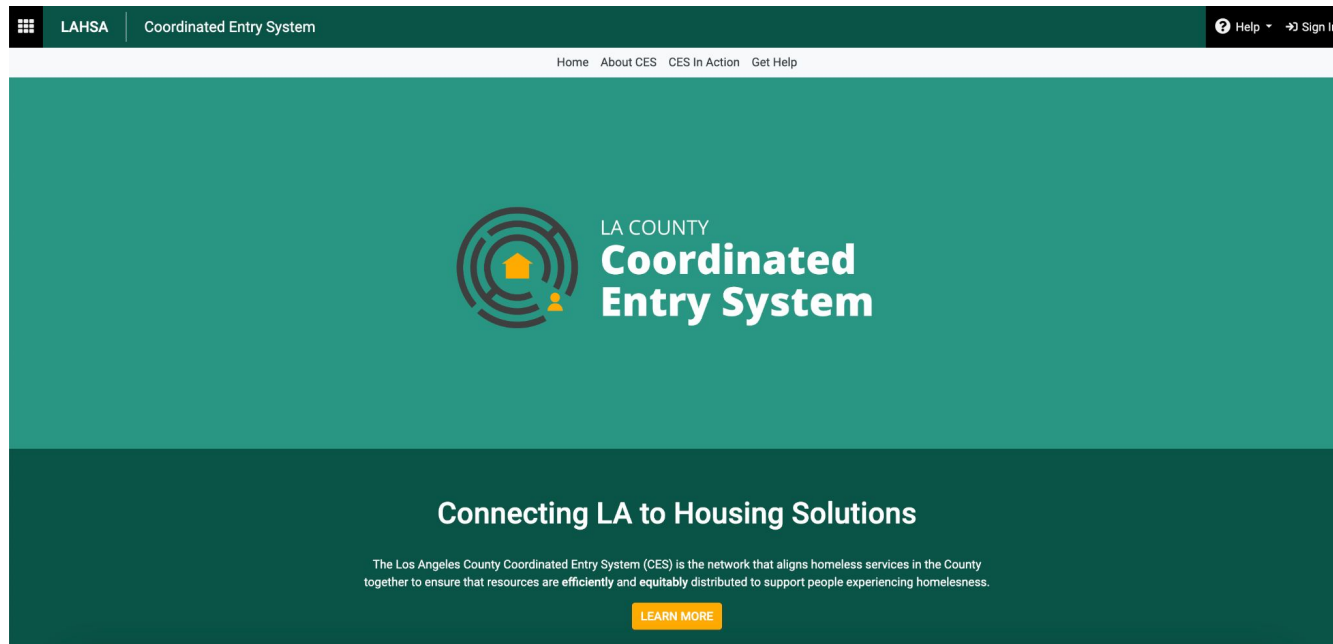 LAHSA Coordinated Entry System Help Sign In
Home About CES CES In Action Get Help
LA COUNTY
Coordinated
Entry System
Connecting LA to Housing Solutions
The Los Angeles County Coordinated Entry System (CES) is the network that aligns homeless services in the County
together to ensure that resources are efficiently and equitably distributed to support people experiencing homelesness.
LEARN MORE